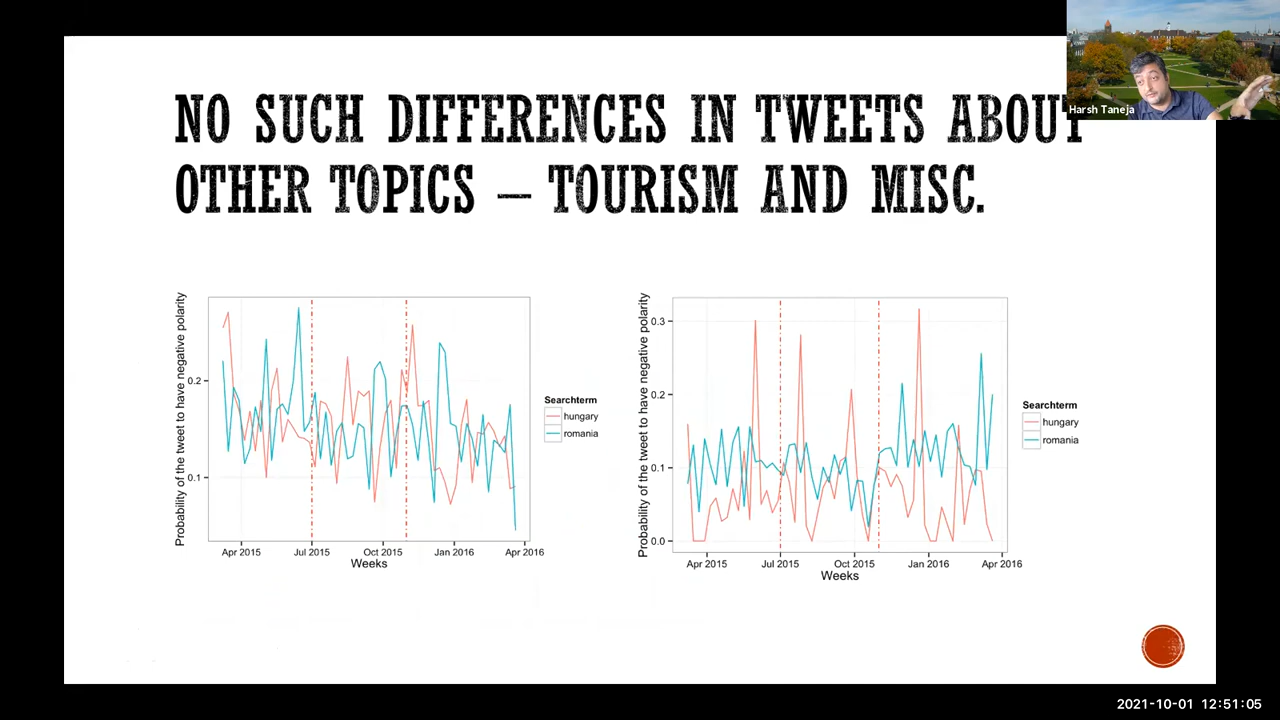 Harsh Taneja
NO SUCH DIFFERENCES IN TWEETS ABOUT
OTHER TOPICS – TOURISM AND MISC.
Probability of the tweet to have negative polarity
0.2
0.1
Apr 2015 Jul 2015 Oct 2015 Jan 2016 Apr 2016
Weeks
Searchterm
hungary
romania
Probability of the tweet to have negative polarity
0.3
0.2
0.1
0.0
Apr 2015 Jul 2015 Oct 2015 Jan 2016 Apr 2016
Weeks
Searchterm
hungary
romania
2021-10-01 12:51:05